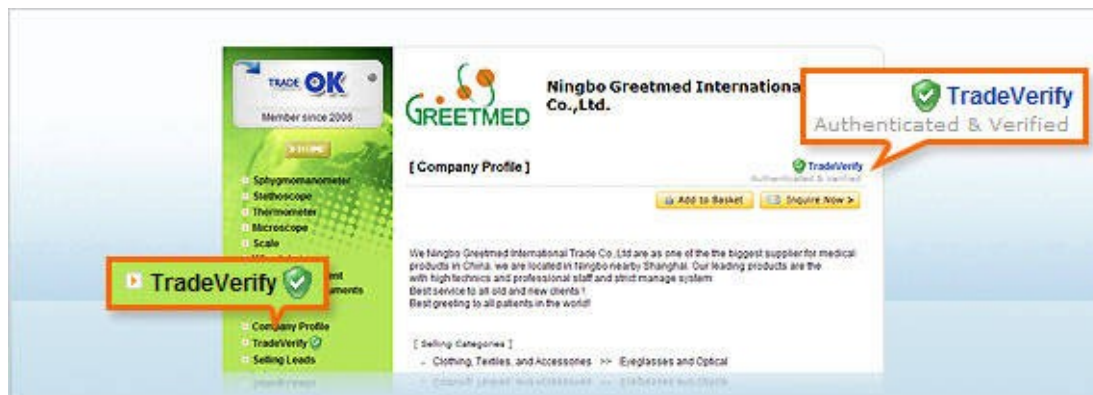 TRADE OK
Member since 2006
HOME
Sphygmomanometer
Stethoscope
Thermometer
Microscope
Scale
TradeVerify
Company Profile
TradeVerify
Selling Leads
GREETMED
Ningbo Greetmed Internationa
Co.,Ltd.
TradeVerify
Authenticated & Verified
[ Company Profile ]
TradeVerify
Authenticated & Verified
Add to Basket
Inquire Now >
We Ningbo Greetmed International Trade Co.,Ltd are as one of the the biggest supplier for medical
products in China. we are located in Ningbo nearby Shanghai. Our leading products are the
with high technics and professional staff and strict manage system
Best service to all old and new clients !
Best greeting to all patients in the world!
[ Selling Categories ]
- Clothing, Textiles, and Accessories >> Eyeglasses and Optical